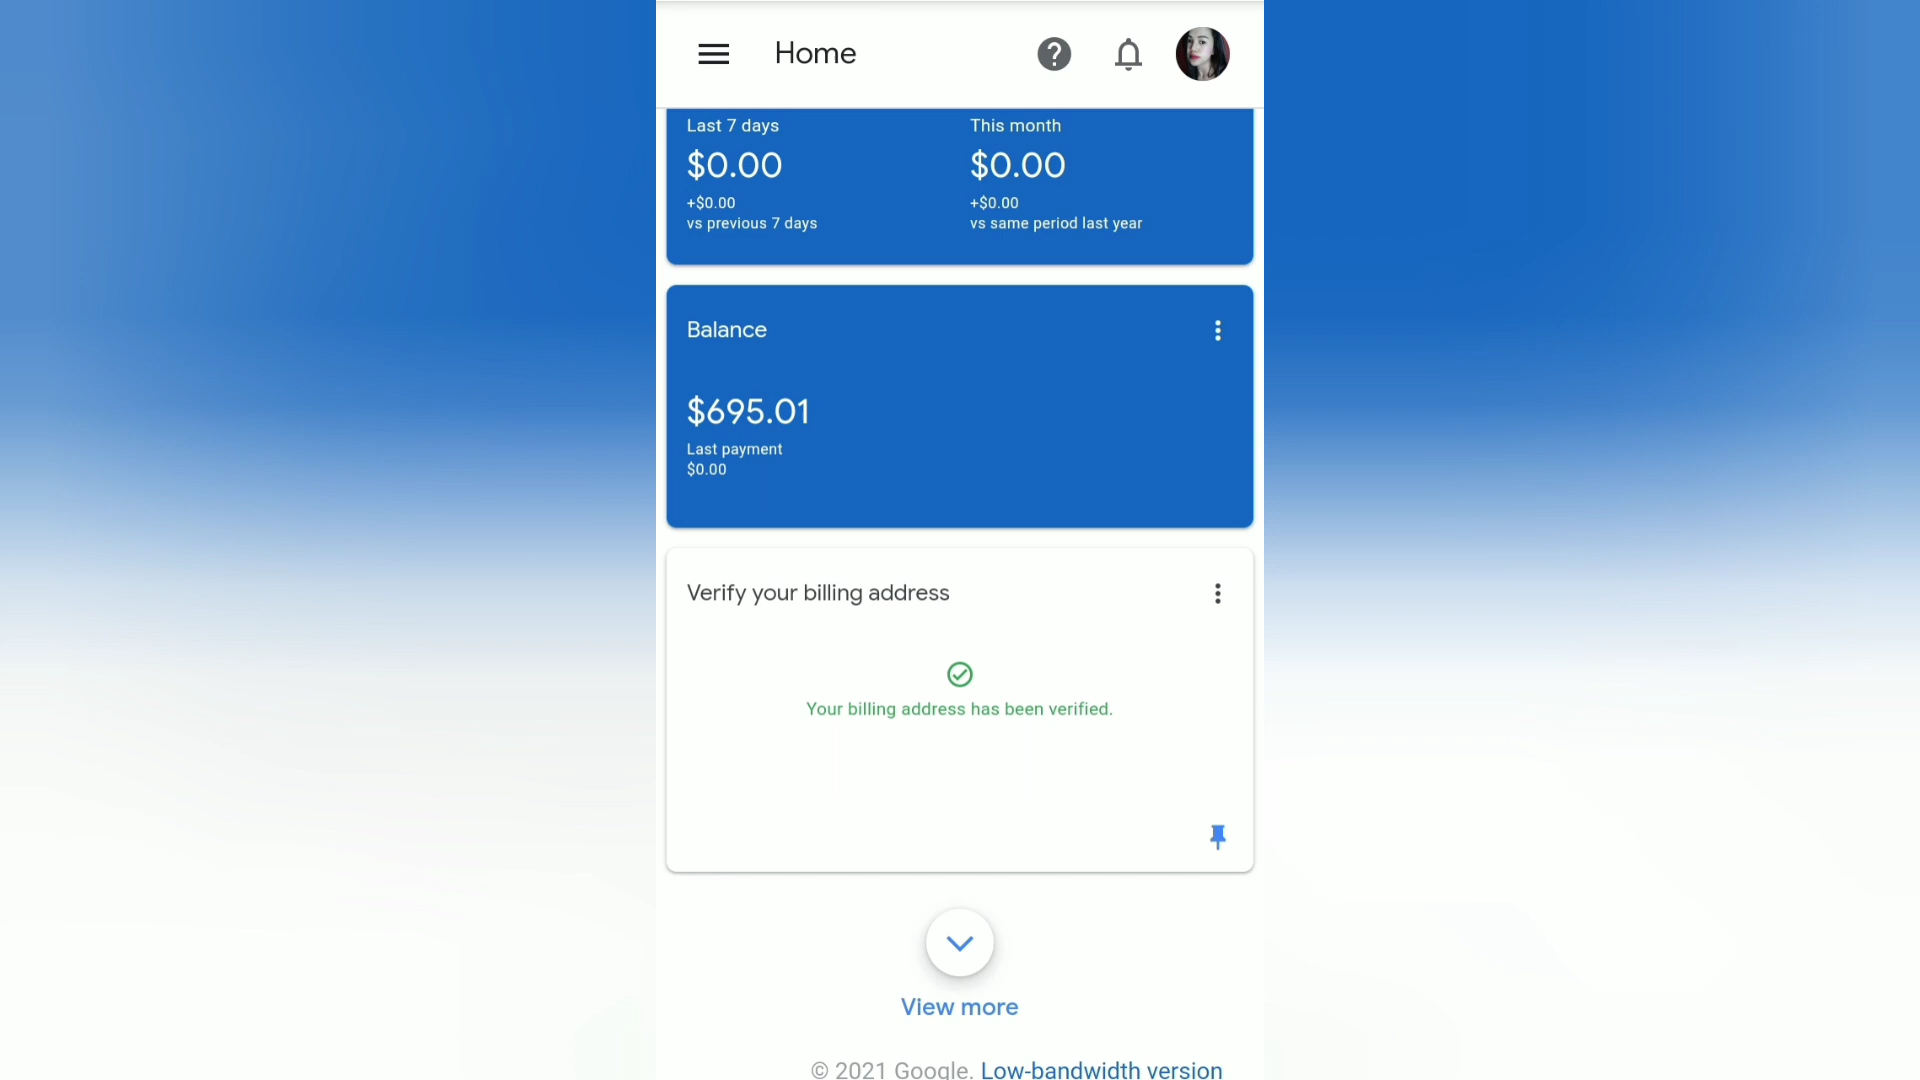 Home
Last 7 days
$0.00
+$0.00
vs previous 7 days
This month
$0.00
+$0.00
vs same period last year
Balance
$695.01
Last payment
$0.00
Verify your billing address
Your billing address has been verified.
View more
© 2021 Google. Low-bandwidth version